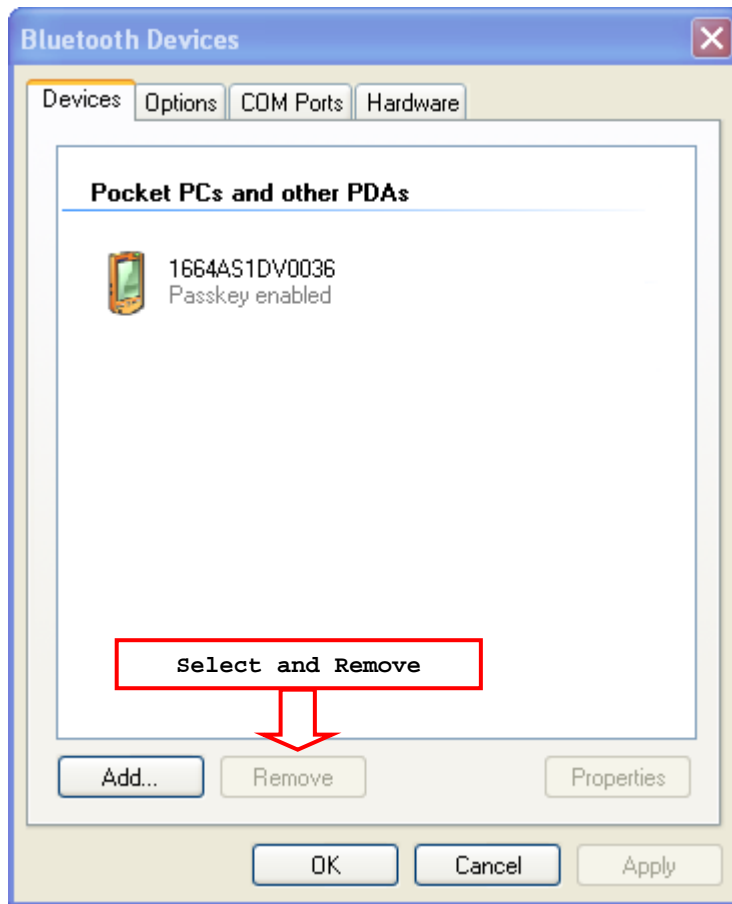 Bluetooth Devices
Devices Options COM Ports Hardware
Pocket PCs and other PDAs
1664AS1DV0036
Passkey enabled
Select and Remove
Add... Remove Properties
OK Cancel Apply